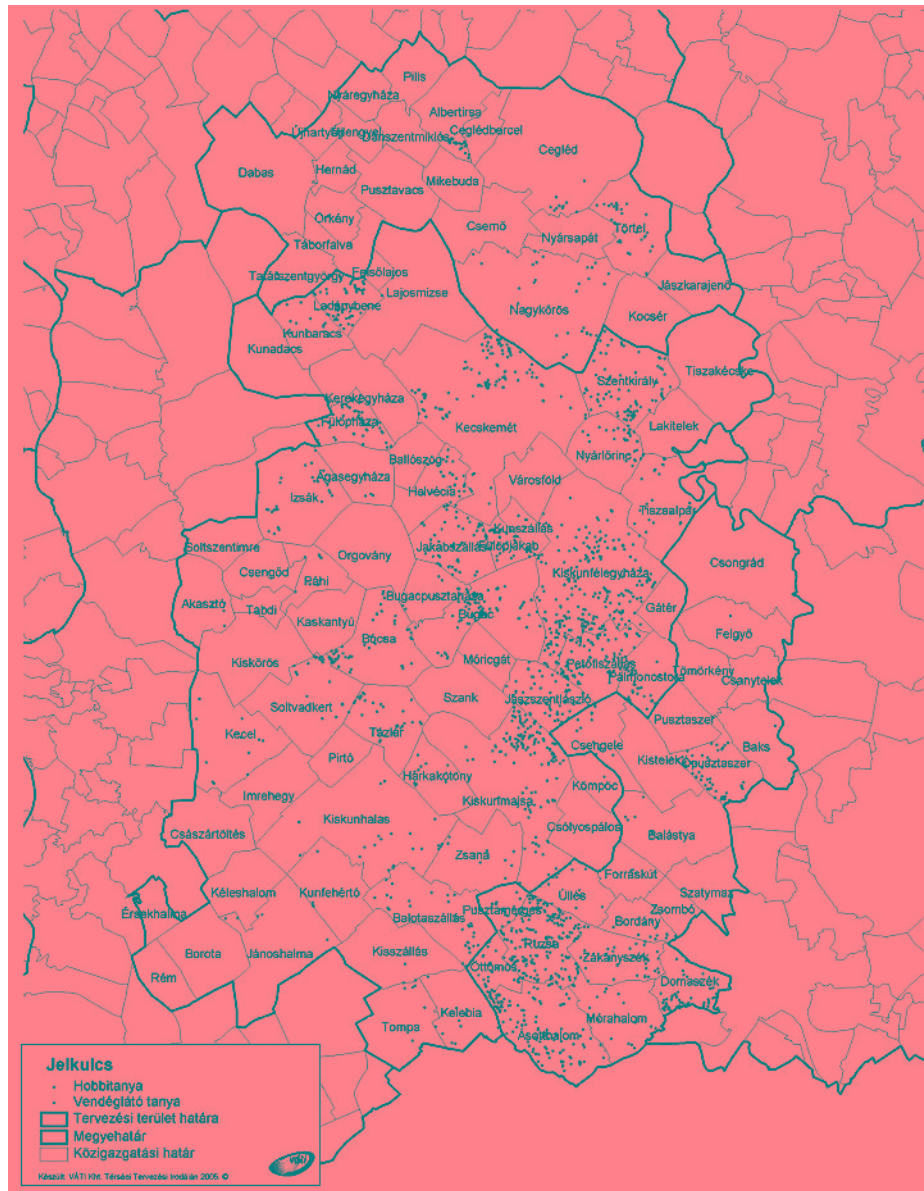 Pilis
Nyáregyháza
Albertirsa
Újhartyán
Ceglédbercel
Dánszentmiklós
Cegléd
Dabas
Hernád
Mikebuda
Pusztavacs
Örkény
Csemő
Törtel
Nyársapát
Táborfalva
Tatárszentgyörgy
Felsőlajos
Jászkarajenő
Lajosmizse
Ladánybene
Nagykőrös
Kocsér
Kunbaracs
Kunadacs
Tiszakécske
Szentkirály
Kerekegyháza
Fülöpháza
Kecskemét
Lakitelek
Nyárlőrinc
Ballószög
Ágasegyháza
Városföld
Helvécia
Izsák
Tiszaalpár
Kunszállás
Jakabszállás
Fülöpjakab
Soltszentimre
Orgovány
Csongrád
Csengőd
Páhi
Kiskunfélegyháza
Bugacpusztaháza
Akasztó
Tabdi
Gátér
Bugac
Kaskantyú
Bócsa
Felgyő
Kiskőrös
Móricgát
Petőfiszállás
Tömörkény
Pálmonostora
Csanytelek
Szank
Jászszentlászló
Soltvadkert
Pusztaszer
Kecel
Tázlár
Csengele
Baks
Kistelek
Ópusztaszer
Pirtó
Harkakötöny
Kömpöc
Imrehegy
Kiskunmajsa
Kiskunhalas
Császártöltés
Csólyospálos
Balástya
Zsana
Forráskút
Kéleshalom
Kunfehértó
Üllés
Szatymaz
Érsekhalma
Pusztamérges
Zsombó
Balotaszállás
Bordány
Ruzsa
Borota
Jánoshalma
Kisszállás
Zákányszék
Öttömös
Rém
Domaszék
Kelebia
Mórahalom
Tompa
Ásotthalom
Jelkulcs
Hobbitanya
Vendéglátó tanya
Tervezési terület határa
Megyehatár
Közigazgatási határ
Készült: VÁTI Kht. Térségi Tervezési Irodáján 2005. ©
VÁTI